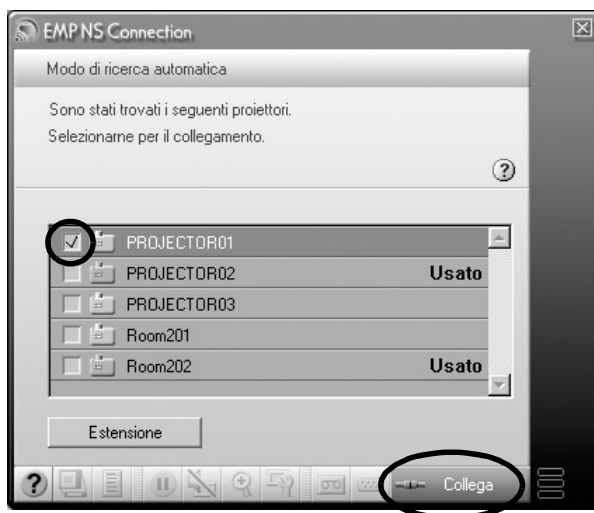 EMP NS Connection
Modo di ricerca automatica
Sono stati trovati i seguenti proiettori.
Selezionarne per il collegamento.
?
PROJECTOR01
PROJECTOR02 Usato
PROJECTOR03
Room201
Room202 Usato
Estensione
? Collega